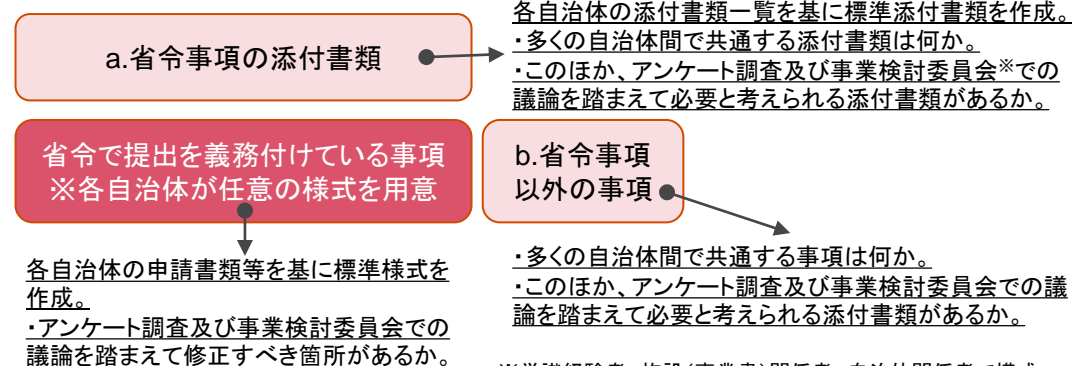 a.省令事項の添付書類
各自治体の添付書類一覧を基に標準添付書類を作成。
・多くの自治体間で共通する添付書類は何か。
・このほか、アンケート調査及び事業検討委員会※での
議論を踏まえて必要と考えられる添付書類があるか。
省令で提出を義務付けている事項
※各自治体が任意の様式を用意
b.省令事項
以外の事項
各自治体の申請書類等を基に標準様式を
作成。
・アンケート調査及び事業検討委員会での
議論を踏まえて修正すべき箇所があるか。
・多くの自治体間で共通する事項は何か。
・このほか、アンケート調査及び事業検討委員会での議
論を踏まえて必要と考えられる添付書類があるか。